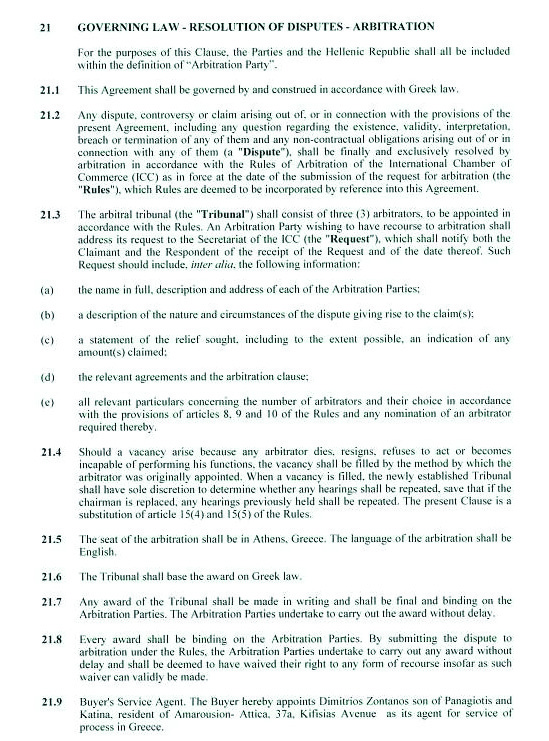 21 GOVERNING LAW - RESOLUTION OF DISPUTES - ARBITRATION
For the purposes of this Clause, the Parties and the Hellenic Republic shall all be included
within the definition of "Arbitration Party".
21.1 This Agreement shall be governed by and construed in accordance with Greek law.
21.2 Any dispute, controversy or claim arising out of, or in connection with the provisions of the
present Agreement, including any question regarding the existence, validity, interpretation,
breach or termination of any of them and any non-contractual obligations arising out of or in
connection with any of them (a "Dispute"), shall be finally and exclusively resolved by
arbitration in accordance with the Rules of Arbitration of the International Chamber of
Commerce (ICC) as in force at the date of the submission of the request for arbitration (the
"Rules"), which Rules are deemed to be incorporated by reference into this Agreement.
21.3 The arbitral tribunal (the "Tribunal") shall consist of three (3) arbitrators, to be appointed in
accordance with the Rules. An Arbitration Party wishing to have recourse to arbitration shall
address its request to the Secretariat of the ICC (the "Request"), which shall notify both the
Claimant and the Respondent of the receipt of the Request and of the date thereof. Such
Request should include, inter alia, the following information:
(a) the name in full, description and address of each of the Arbitration Parties;
(b) a description of the nature and circumstances of the dispute giving rise to the claim(s);
(c) a statement of the relief sought, including to the extent possible, an indication of any
amount(s) claimed;
(d) the relevant agreements and the arbitration clause;
(e) all relevant particulars concerning the number of arbitrators and their choice in accordance
with the provisions of articles 8, 9 and 10 of the Rules and any nomination of an arbitrator
required thereby.
21.4 Should a vacancy arise because any arbitrator dies, resigns, refuses to act or becomes
incapable of performing his functions, the vacancy shall be filled by the method by which the
arbitrator was originally appointed. When a vacancy is filled, the newly established Tribunal
shall have sole discretion to determine whether any hearings shall be repeated, save that if the
chairman is replaced, any hearings previously held shall be repeated. The present Clause is a
substitution of article 15(4) and 15(5) of the Rules.
21.5 The seat of the arbitration shall be in Athens, Greece. The language of the arbitration shall be
English.
21.6 The Tribunal shall base the award on Greek law.
21.7 Any award of the Tribunal shall be made in writing and shall be final and binding on the
Arbitration Parties. The Arbitration Parties undertake to carry out the award without delay.
21.8 Every award shall be binding on the Arbitration Parties. By submitting the dispute to
arbitration under the Rules, the Arbitration Parties undertake to carry out any award without
delay and shall be deemed to have waived their right to any form of recourse insofar as such
waiver can validly be made.
21.9 Buyer's Service Agent. The Buyer hereby appoints Dimitrios Zontanos son of Panagiotis and
Katina, resident of Amarousion- Attica, 37a, Kifisias Avenue as its agent for service of
process in Greece.